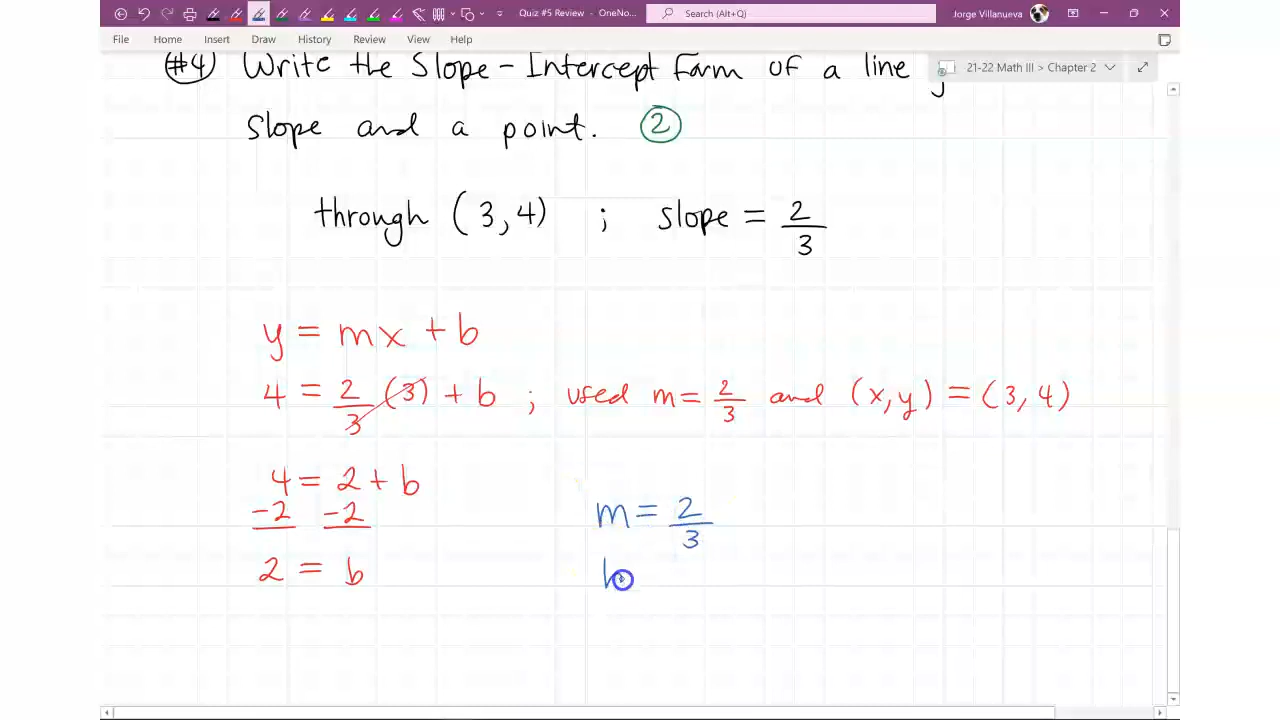 Quiz #5 Review - OneNo...
Search (Alt+Q)
Jorge Villanueva
File Home Insert Draw History Review View Help
21-22 Math III > Chapter 2
#4) Write the Slope-Intercept Form of a line
slope and a point. 2
through (3,4) ; slope = 2/3
y = mx + b
4 = 2/3 (3) + b ; used m = 2/3 and (x,y) = (3,4)
4 = 2 + b
-2 -2
2 = b
m = 2/3
b